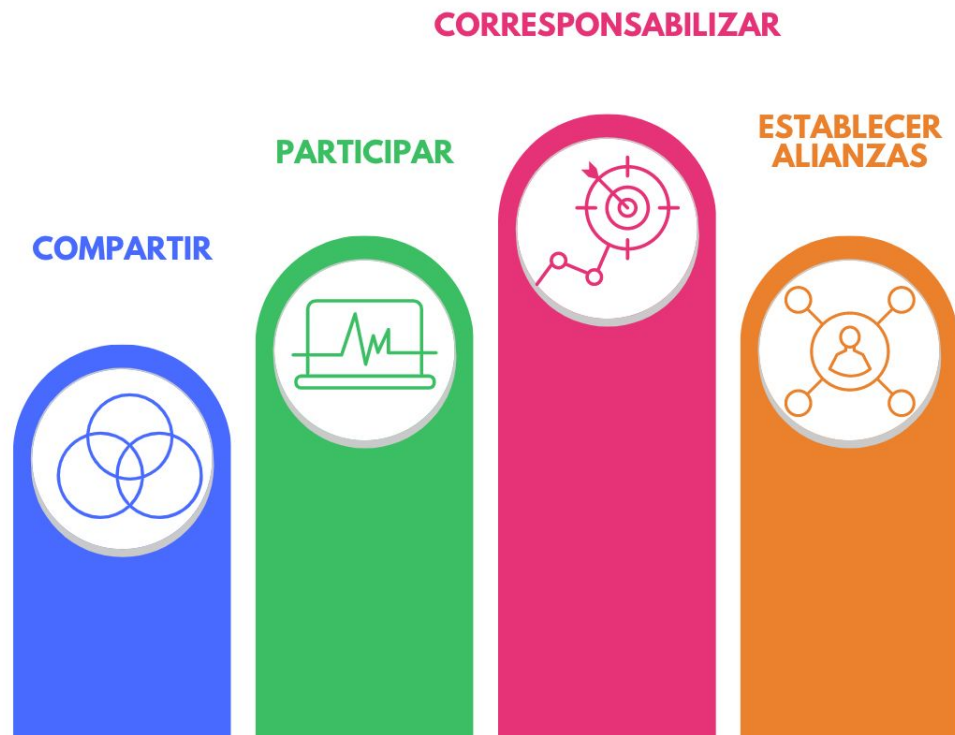 COMPARTIR
PARTICIPAR
CORRESPONSABILIZAR
ESTABLECER
ALIANZAS